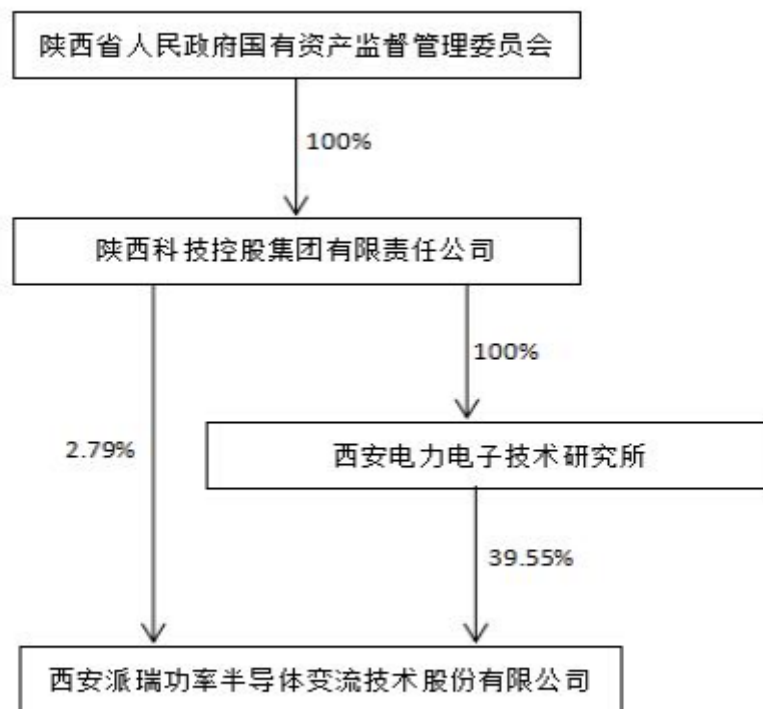 陕西省人民政府国有资产监督管理委员会
100%
陕西科技控股集团有限责任公司
100%
2.79%
西安电力电子技术研究所
39.55%
西安派瑞功率半导体变流技术股份有限公司